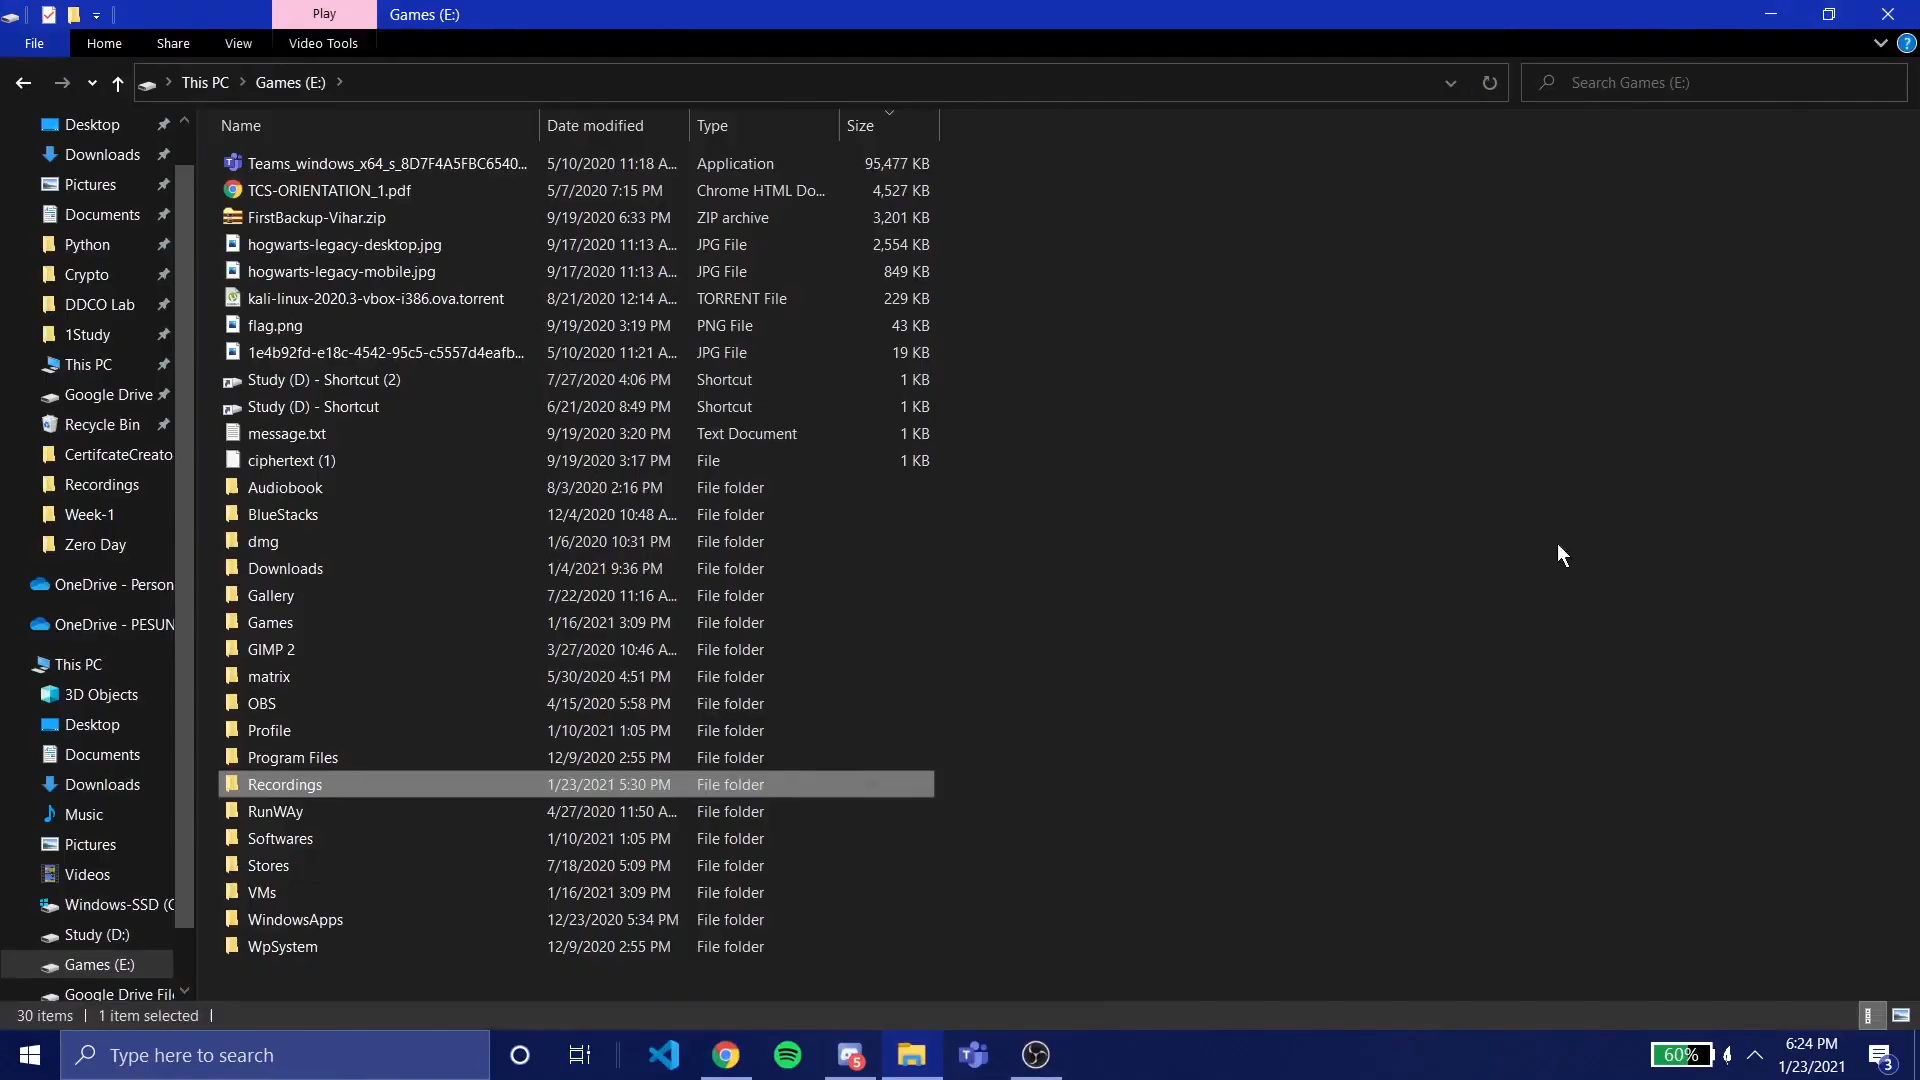 Play
Games (E:)
File
Home
Share
View
Video Tools
?
This PC
Games (E:)
Search Games (E:)
Name
Date modified
Type
Size
Teams_windows_x64_s_8D7F4A5FBC6540... 5/10/2020 11:18 A... Application 95,477 KB
TCS-ORIENTATION_1.pdf 5/7/2020 7:15 PM Chrome HTML Do... 4,527 KB
FirstBackup-Vihar.zip 9/19/2020 6:33 PM ZIP archive 3,201 KB
hogwarts-legacy-desktop.jpg 9/17/2020 11:13 A... JPG File 2,554 KB
hogwarts-legacy-mobile.jpg 9/17/2020 11:13 A... JPG File 849 KB
kali-linux-2020.3-vbox-i386.ova.torrent 8/21/2020 12:14 A... TORRENT File 229 KB
flag.png 9/19/2020 3:19 PM PNG File 43 KB
1e4b92fd-e18c-4542-95c5-c5557d4eafb... 5/10/2020 11:21 A... JPG File 19 KB
Study (D) - Shortcut (2) 7/27/2020 4:06 PM Shortcut 1 KB
Study (D) - Shortcut 6/21/2020 8:49 PM Shortcut 1 KB
message.txt 9/19/2020 3:20 PM Text Document 1 KB
ciphertext (1) 9/19/2020 3:17 PM File 1 KB
Audiobook 8/3/2020 2:16 PM File folder
BlueStacks 12/4/2020 10:48 A... File folder
dmg 1/6/2020 10:31 PM File folder
Downloads 1/4/2021 9:36 PM File folder
Gallery 7/22/2020 11:16 A... File folder
Games 1/16/2021 3:09 PM File folder
GIMP 2 3/27/2020 10:46 A... File folder
matrix 5/30/2020 4:51 PM File folder
OBS 4/15/2020 5:58 PM File folder
Profile 1/10/2021 1:05 PM File folder
Program Files 12/9/2020 2:55 PM File folder
Recordings 1/23/2021 5:30 PM File folder
RunWAy 4/27/2020 11:50 A... File folder
Softwares 1/10/2021 1:05 PM File folder
Stores 7/18/2020 5:09 PM File folder
VMs 1/16/2021 3:09 PM File folder
WindowsApps 12/23/2020 5:34 PM File folder
WpSystem 12/9/2020 2:55 PM File folder
Desktop
Downloads
Pictures
Documents
Python
Crypto
DDCO Lab
1Study
This PC
Google Drive
Recycle Bin
CertifcateCreato
Recordings
Week-1
Zero Day
OneDrive - Person
OneDrive - PESUN
This PC
3D Objects
Desktop
Documents
Downloads
Music
Pictures
Videos
Windows-SSD (C
Study (D:)
Games (E:)
Google Drive File
30 items
1 item selected
Type here to search
5
60%
6:24 PM
1/23/2021
3